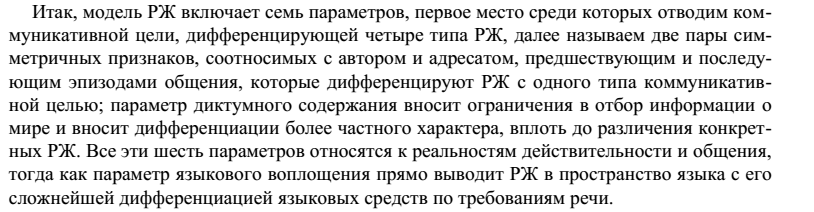 Итак, модель РЖ включает семь параметров, первое место среди которых отводим ком-
муникативной цели, дифференцирующей четыре типа РЖ, далее называем две пары сим-
метричных признаков, соотносимых с автором и адресатом, предшествующим и последу-
ющим эпизодами общения, которые дифференцируют РЖ с одного типа коммуникатив-
ной целью; параметр диктумного содержания вносит ограничения в отбор информации о
мире и вносит дифференциации более частного характера, вплоть до различения конкрет-
ных РЖ. Все эти шесть параметров относятся к реальностям действительности и общения,
тогда как параметр языкового воплощения прямо выводит РЖ в пространство языка с его
сложнейшей дифференциацией языковых средств по требованиям речи.